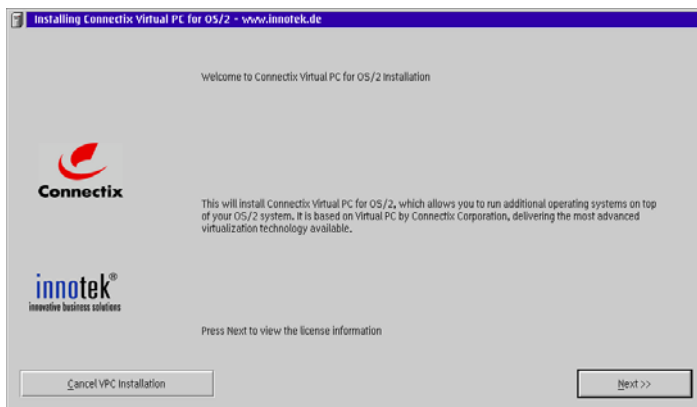 Installing Connectix Virtual PC for OS/2 - www.innotek.de
Welcome to Connectix Virtual PC for OS/2 Installation
Connectix
This will install Connectix Virtual PC for OS/2, which allows you to run additional operating systems on top
of your OS/2 system. It is based on Virtual PC by Connectix Corporation, delivering the most advanced
virtualization technology available.
innotek®
innovative business solutions
Press Next to view the license information
Cancel VPC Installation
Next >>